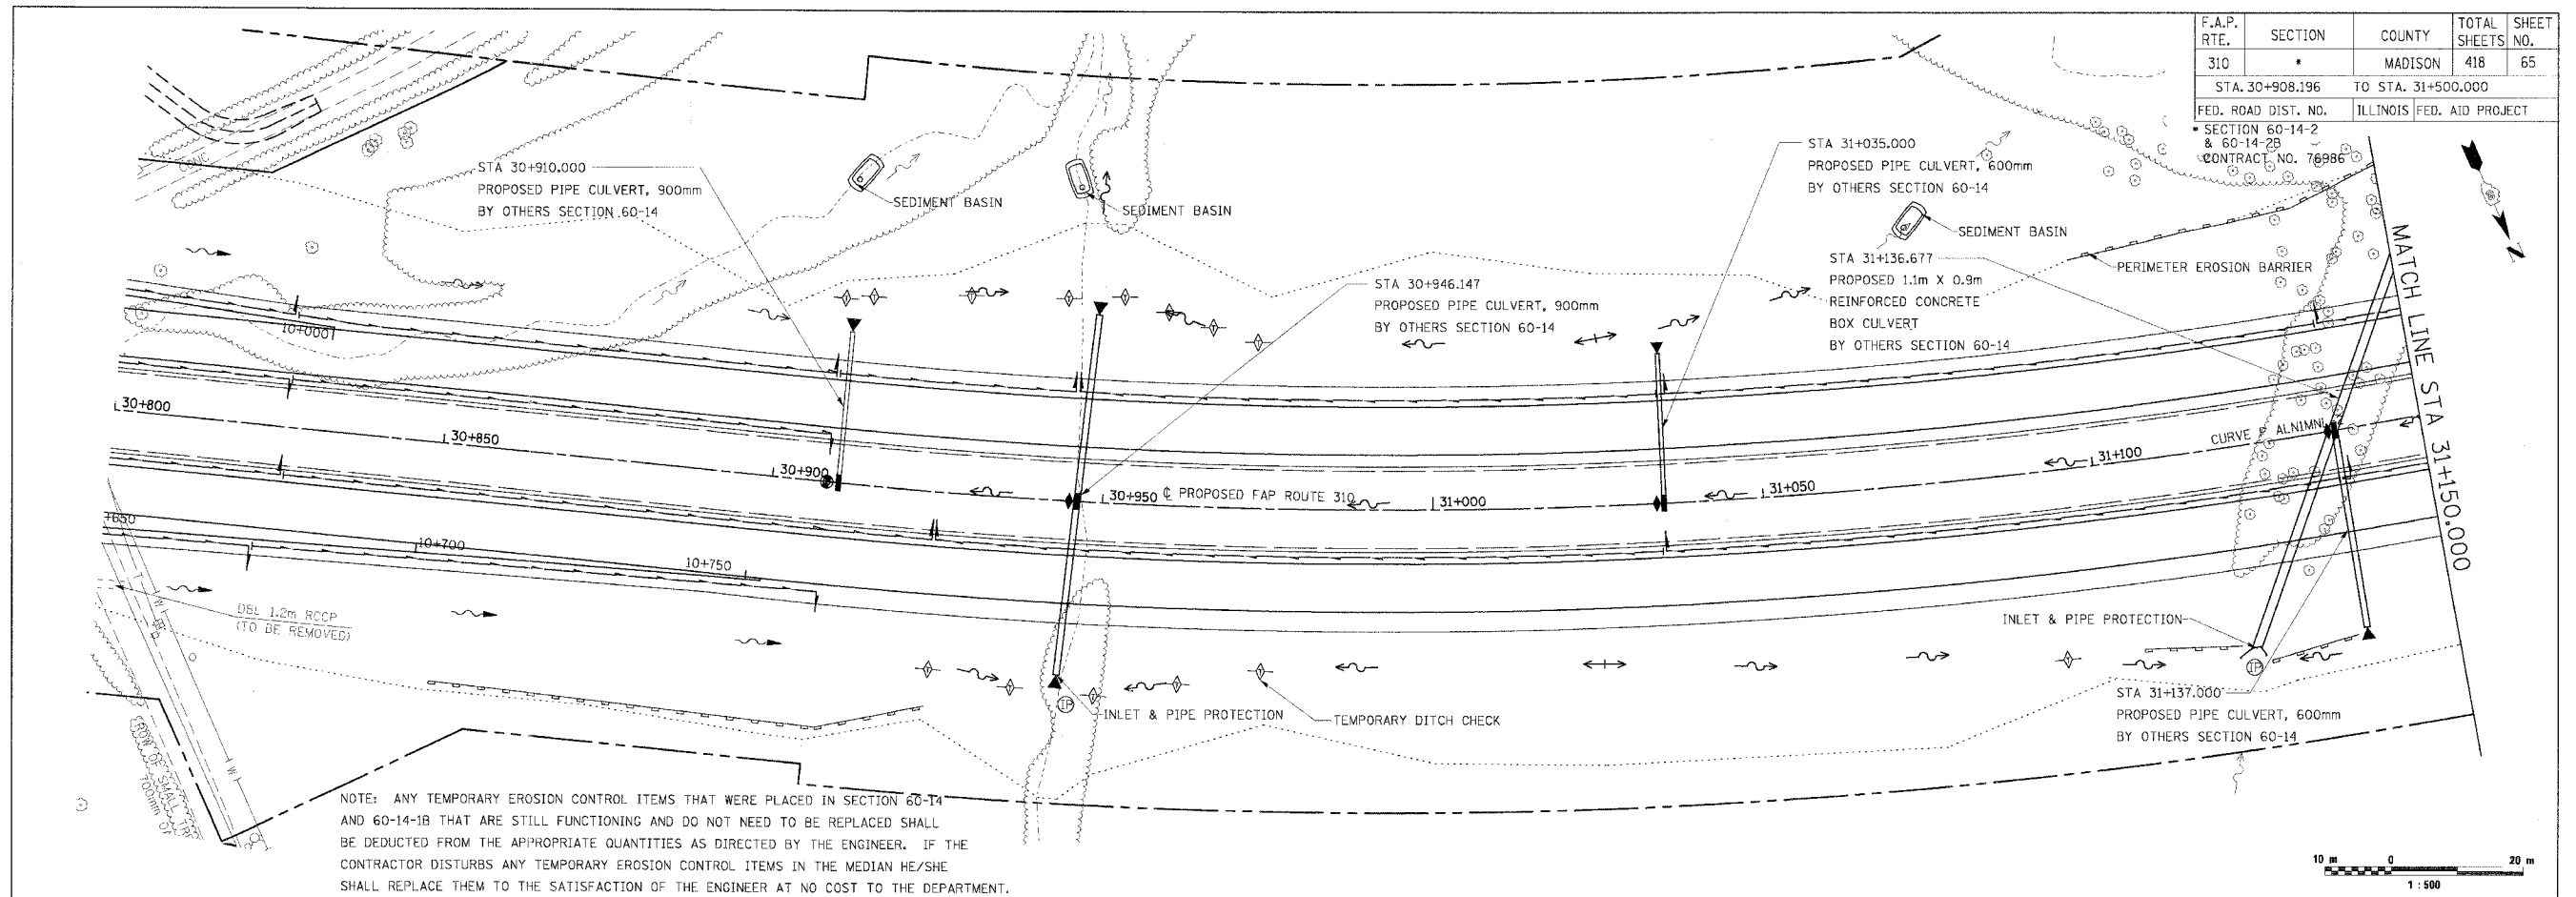 F.A.P. RTE. SECTION COUNTY TOTAL SHEETS SHEET NO.
310 * MADISON 418 65
STA. 30+908.196 TO STA. 31+500.000
FED. ROAD DIST. NO. ILLINOIS FED. AID PROJECT
* SECTION 60-14-2
& 60-14-2B
CONTRACT NO. 76986
STA 30+910.000
PROPOSED PIPE CULVERT, 900mm
BY OTHERS SECTION 60-14
SEDIMENT BASIN
SEDIMENT BASIN
STA 31+035.000
PROPOSED PIPE CULVERT, 600mm
BY OTHERS SECTION 60-14
SEDIMENT BASIN
STA 31+136.677
PROPOSED 1.1m X 0.9m
REINFORCED CONCRETE
BOX CULVERT
BY OTHERS SECTION 60-14
PERIMETER EROSION BARRIER
STA 30+946.147
PROPOSED PIPE CULVERT, 900mm
BY OTHERS SECTION 60-14
MATCH LINE STA 31+150.000
10+000
30+800
30+850
30+900
30+950
℄ PROPOSED FAP ROUTE 310
31+000
31+050
31+100
CURVE
+650
10+700
10+750
DBL 1.2m RCCP
(TO BE REMOVED)
W
W
INLET & PIPE PROTECTION
IP
INLET & PIPE PROTECTION
IP
TEMPORARY DITCH CHECK
STA 31+137.000
PROPOSED PIPE CULVERT, 600mm
BY OTHERS SECTION 60-14
ROW OF SMALL
700mm
NOTE: ANY TEMPORARY EROSION CONTROL ITEMS THAT WERE PLACED IN SECTION 60-14
AND 60-14-1B THAT ARE STILL FUNCTIONING AND DO NOT NEED TO BE REPLACED SHALL
BE DEDUCTED FROM THE APPROPRIATE QUANTITIES AS DIRECTED BY THE ENGINEER. IF THE
CONTRACTOR DISTURBS ANY TEMPORARY EROSION CONTROL ITEMS IN THE MEDIAN HE/SHE
SHALL REPLACE THEM TO THE SATISFACTION OF THE ENGINEER AT NO COST TO THE DEPARTMENT.
10 m 0 20 m
1 : 500